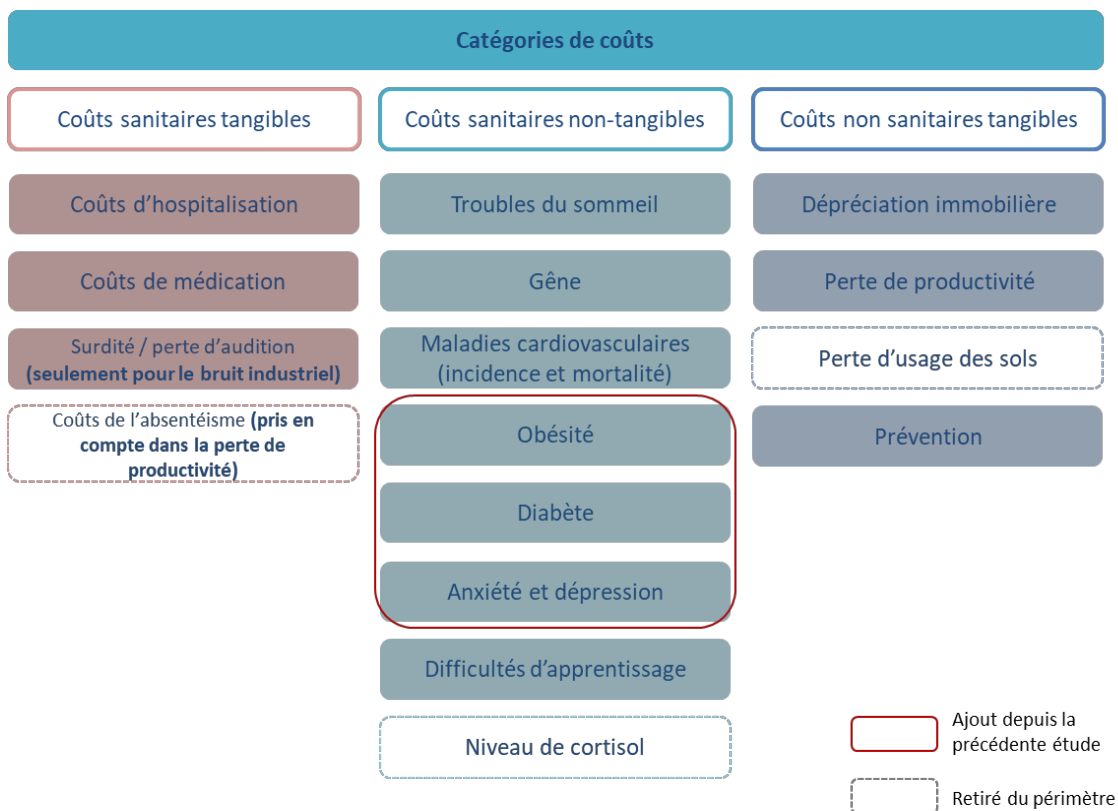 Catégories de coûts
Coûts sanitaires tangibles
Coûts d'hospitalisation
Coûts de médication
Surdité / perte d'audition
(seulement pour le bruit industriel)
Coûts de l'absentéisme (pris en
compte dans la perte de
productivité)
Coûts sanitaires non-tangibles
Troubles du sommeil
Gêne
Maladies cardiovasculaires
(incidence et mortalité)
Obésité
Diabète
Anxiété et dépression
Difficultés d'apprentissage
Niveau de cortisol
Coûts non sanitaires tangibles
Dépréciation immobilière
Perte de productivité
Perte d'usage des sols
Prévention
Ajout depuis la
précédente étude
Retiré du périmètre